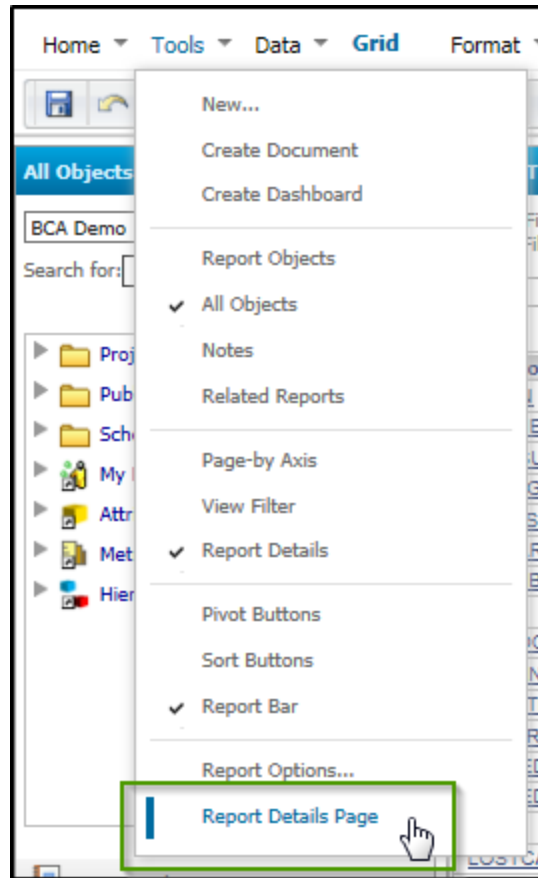 Home Tools Data Grid Format
All Objects
BCA Demo
Search for:
New...
Create Document
Create Dashboard
Report Objects
All Objects
Notes
Related Reports
Page-by Axis
View Filter
Report Details
Pivot Buttons
Sort Buttons
Report Bar
Report Options...
Report Details Page
My